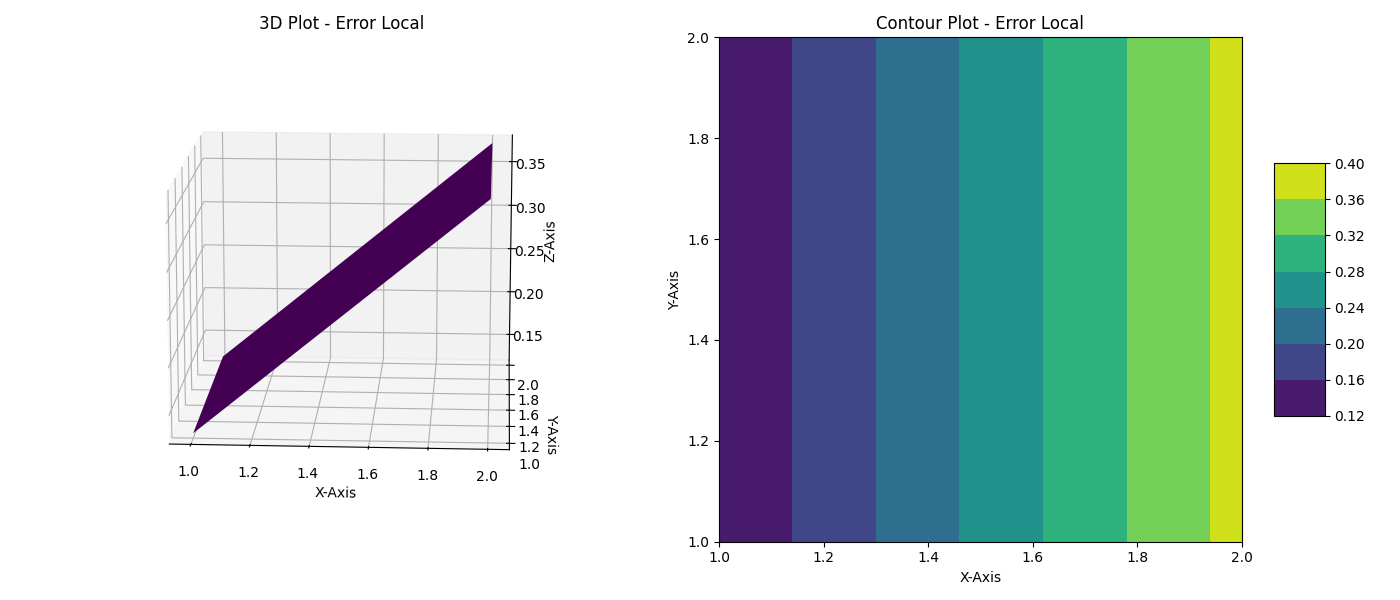 3D Plot - Error Local
0.35
0.30
0.25
0.20
0.15
Z-Axis
2.0
1.8
1.6
1.4
1.2
1.0
Y-Axis
1.0 1.2 1.4 1.6 1.8 2.0
X-Axis
Contour Plot - Error Local
2.0
1.8
1.6
1.4
1.2
1.0
Y-Axis
1.0 1.2 1.4 1.6 1.8 2.0
X-Axis
0.40
0.36
0.32
0.28
0.24
0.20
0.16
0.12